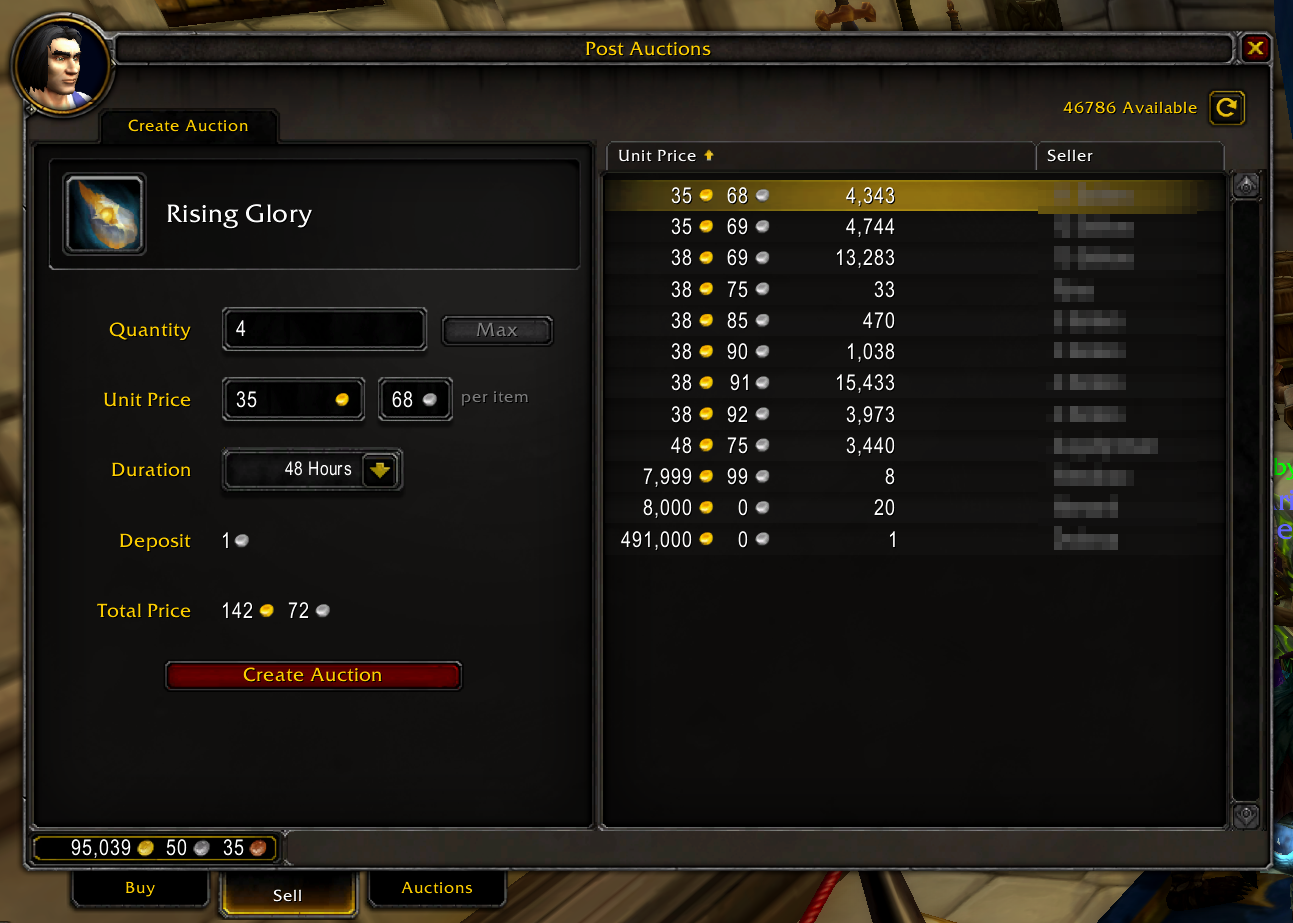 Post Auctions
46786 Available
Create Auction
Rising Glory
Quantity 4 Max
Unit Price 35 68 per item
Duration 48 Hours
Deposit 1
Total Price 142 72
Create Auction
Unit Price Seller
35 68 4,343
35 69 4,744
38 69 13,283
38 75 33
38 85 470
38 90 1,038
38 91 15,433
38 92 3,973
48 75 3,440
7,999 99 8
8,000 0 20
491,000 0 1
95,039 50 35
Buy
Sell
Auctions
by